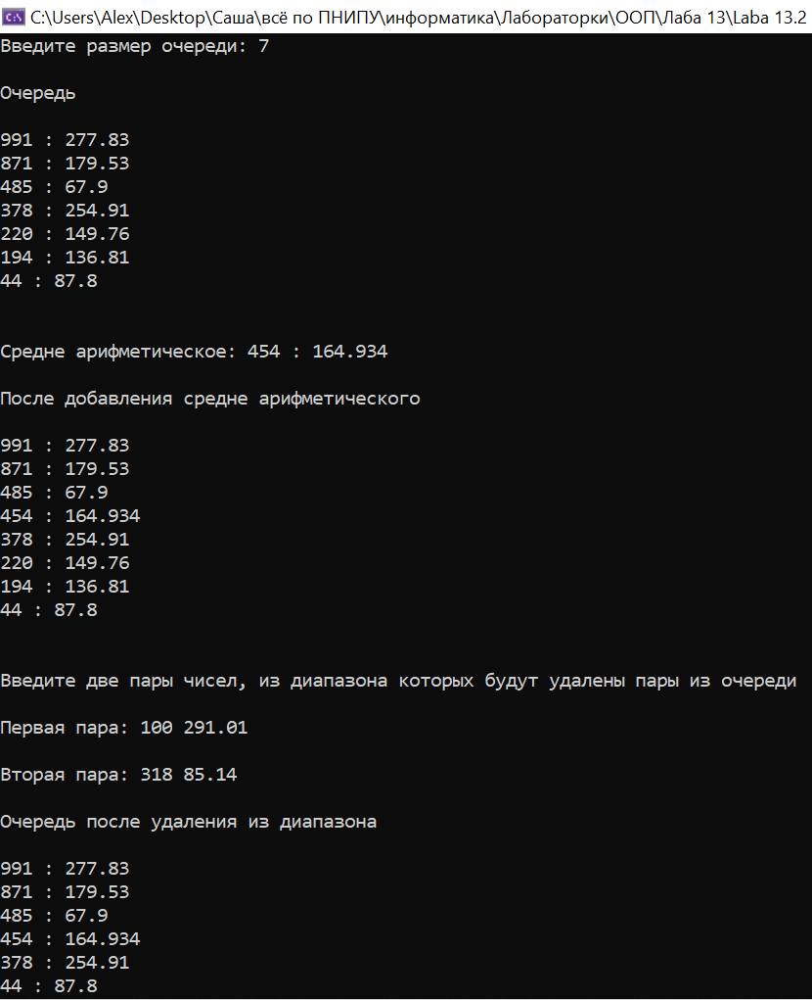 C:\Users\Alex\Desktop\Саша\всё по ПНИПУ\информатика\Лабораторки\ООП\Лаба 13\Laba 13.2
Введите размер очереди: 7
Очередь
991 : 277.83
871 : 179.53
485 : 67.9
378 : 254.91
220 : 149.76
194 : 136.81
44 : 87.8
Средне арифметическое: 454 : 164.934
После добавления средне арифметического
991 : 277.83
871 : 179.53
485 : 67.9
454 : 164.934
378 : 254.91
220 : 149.76
194 : 136.81
44 : 87.8
Введите две пары чисел, из диапазона которых будут удалены пары из очереди
Первая пара: 100 291.01
Вторая пара: 318 85.14
Очередь после удаления из диапазона
991 : 277.83
871 : 179.53
485 : 67.9
454 : 164.934
378 : 254.91
44 : 87.8